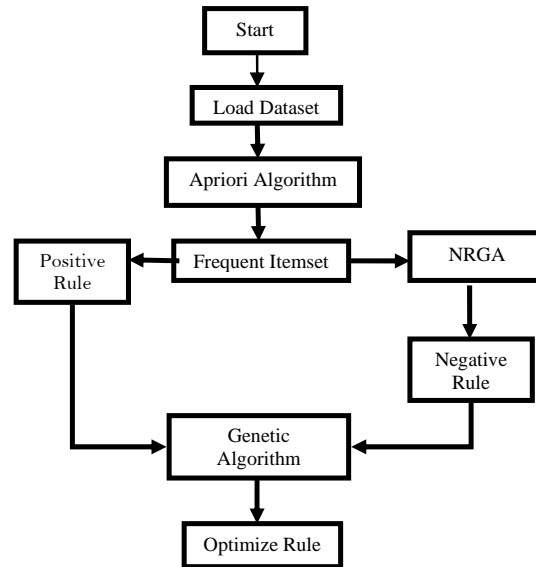 Start
Load Dataset
Apriori Algorithm
Positive
Rule
Frequent Itemset
NRGA
Negative
Rule
Genetic
Algorithm
Optimize Rule